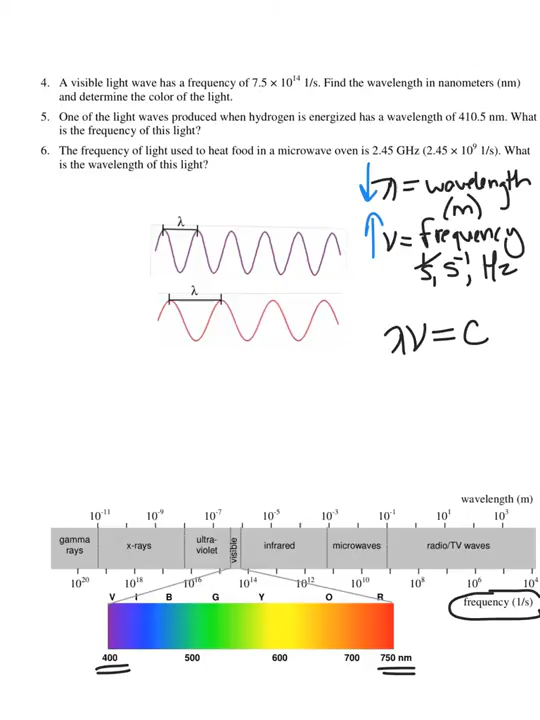 4. A visible light wave has a frequency of 7.5 × 10¹⁴ 1/s. Find the wavelength in nanometers (nm)
and determine the color of the light.
5. One of the light waves produced when hydrogen is energized has a wavelength of 410.5 nm. What
is the frequency of this light?
6. The frequency of light used to heat food in a microwave oven is 2.45 GHz (2.45 × 10⁹ 1/s). What
is the wavelength of this light?
↓ λ = wavelength
(m)
↑ ν = frequency
1/s, s⁻¹, Hz
λ
λ
λν = C
wavelength (m)
10⁻¹¹ 10⁻⁹ 10⁻⁷ 10⁻⁵ 10⁻³ 10⁻¹ 10¹ 10³
gamma rays x-rays ultra-violet visible infrared microwaves radio/TV waves
10²⁰ 10¹⁸ 10¹⁶ 10¹⁴ 10¹² 10¹⁰ 10⁸ 10⁶ 10⁴
frequency (1/s)
V I B G Y O R
400 500 600 700 750 nm